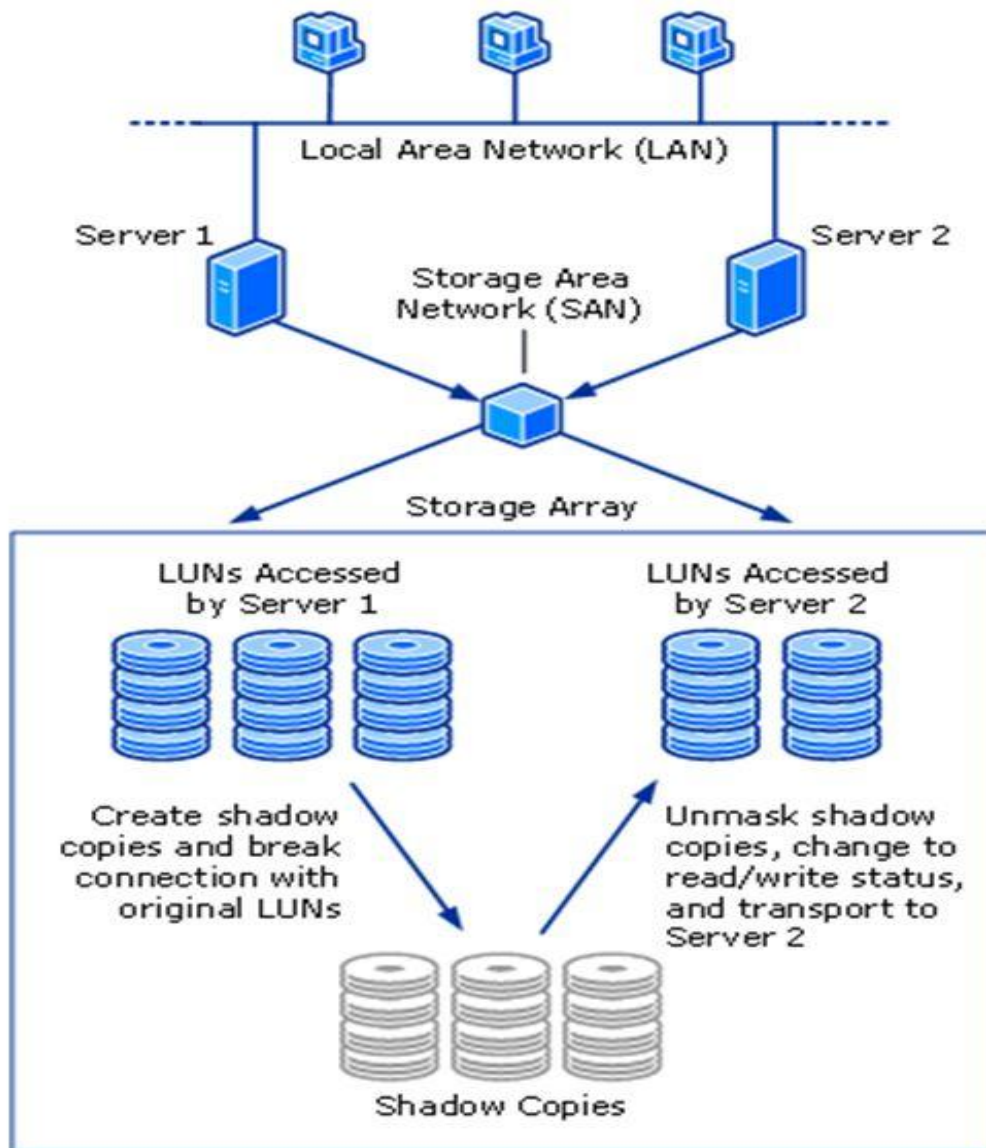 Local Area Network (LAN)
Server 1
Server 2
Storage Area
Network (SAN)
Storage Array
LUNs Accessed
by Server 1
LUNs Accessed
by Server 2
Create shadow
copies and break
connection with
original LUNs
Unmask shadow
copies, change to
read/write status,
and transport to
Server 2
Shadow Copies